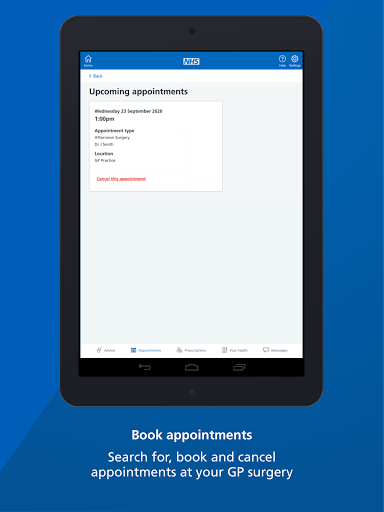 Home
NHS
Help
Settings
Back
Upcoming appointments
Wednesday 23 September 2020
1:00pm
Appointment type
Afternoon Surgery
Dr J Smith
Location
GP Practice
Cancel this appointment
Advice
Appointments
Prescriptions
Your health
Messages
Book appointments
Search for, book and cancel
appointments at your GP surgery